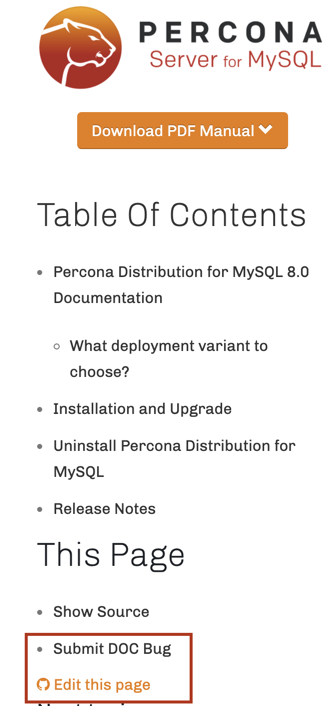 PERCONA
Server for MySQL
Download PDF Manual
Table Of Contents
Percona Distribution for MySQL 8.0
Documentation
What deployment variant to
choose?
Installation and Upgrade
Uninstall Percona Distribution for
MySQL
Release Notes
This Page
Show Source
Submit DOC Bug
Edit this page